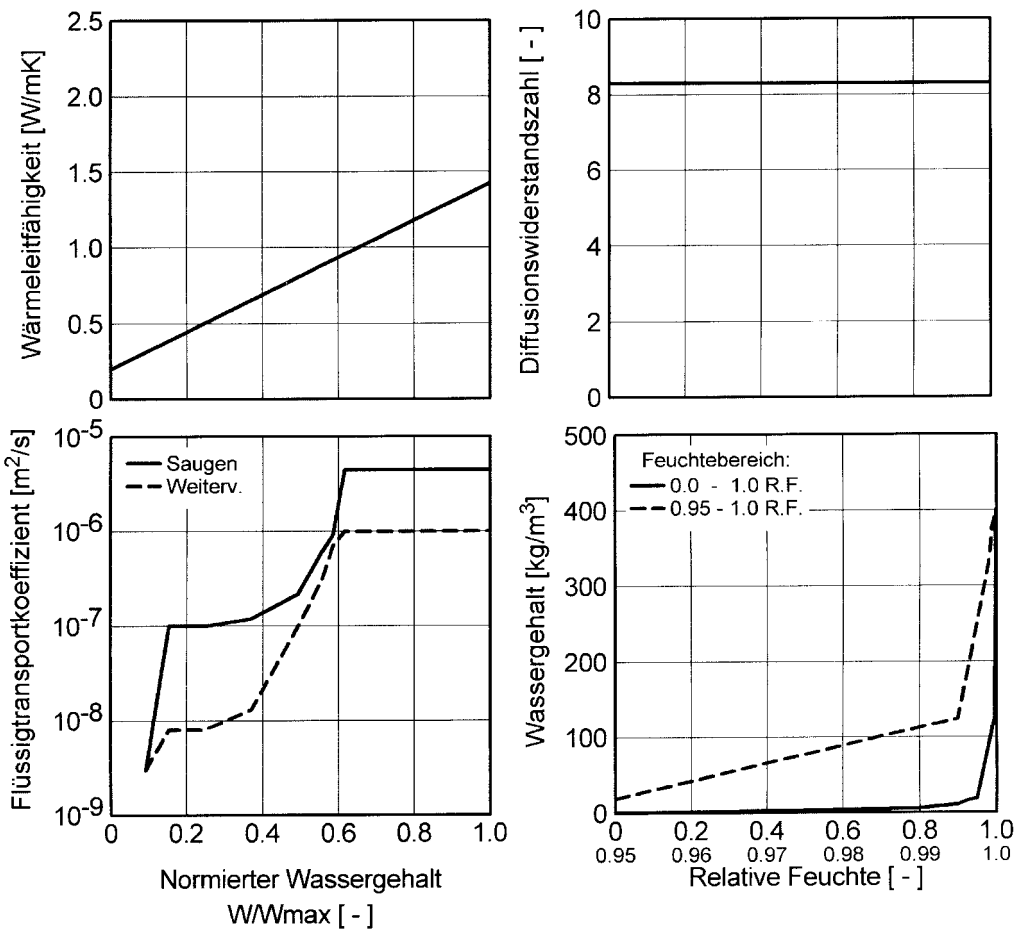 Wärmeleitfähigkeit [W/mK]
2.5
2.0
1.5
1.0
0.5
0
Diffusionswiderstandszahl [ - ]
10
8
6
4
2
0
Flüssigtransportkoeffizient [m²/s]
10⁻⁵
10⁻⁶
10⁻⁷
10⁻⁸
10⁻⁹
Saugen
Weiterv.
0 0.2 0.4 0.6 0.8 1.0
Normierter Wassergehalt
W/Wmax [ - ]
Wassergehalt [kg/m³]
500
400
300
200
100
0
Feuchtebereich:
0.0 - 1.0 R.F.
0.95 - 1.0 R.F.
0 0.2 0.4 0.6 0.8 1.0
0.95 0.96 0.97 0.98 0.99 1.0
Relative Feuchte [ - ]